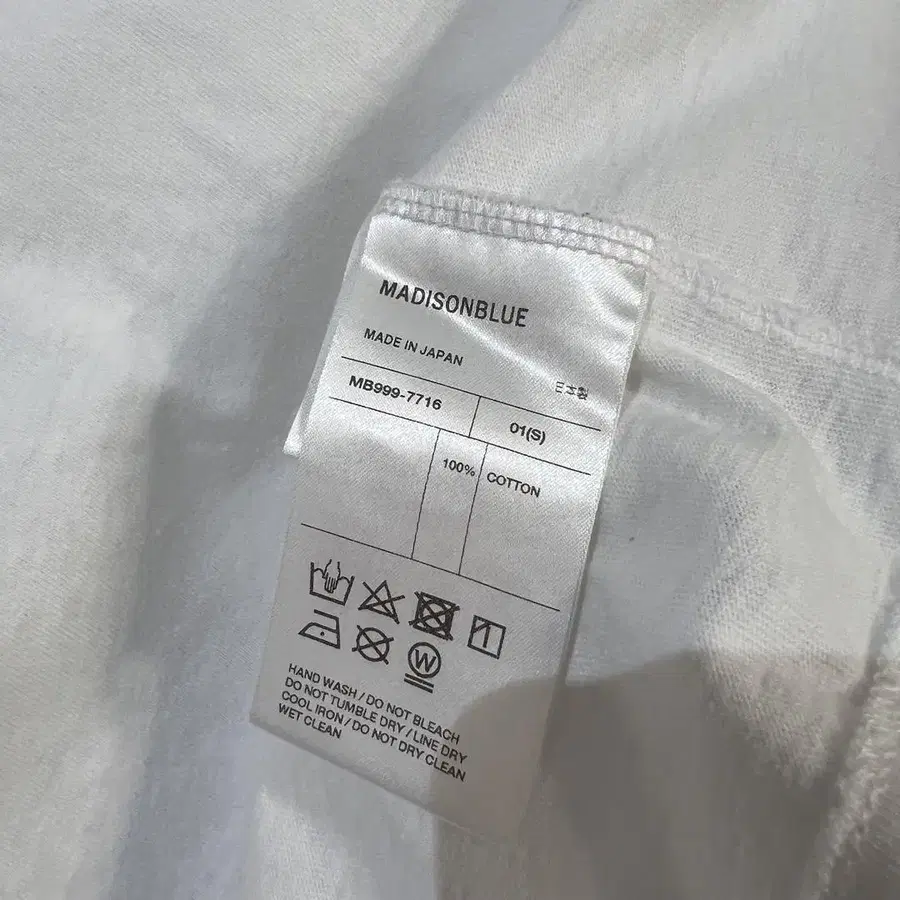 MADISONBLUE
MADE IN JAPAN
日本製
MB999-7716 01(S)
100% COTTON
W
HAND WASH / DO NOT BLEACH
DO NOT TUMBLE DRY / LINE DRY
COOL IRON / DO NOT DRY CLEAN
WET CLEAN